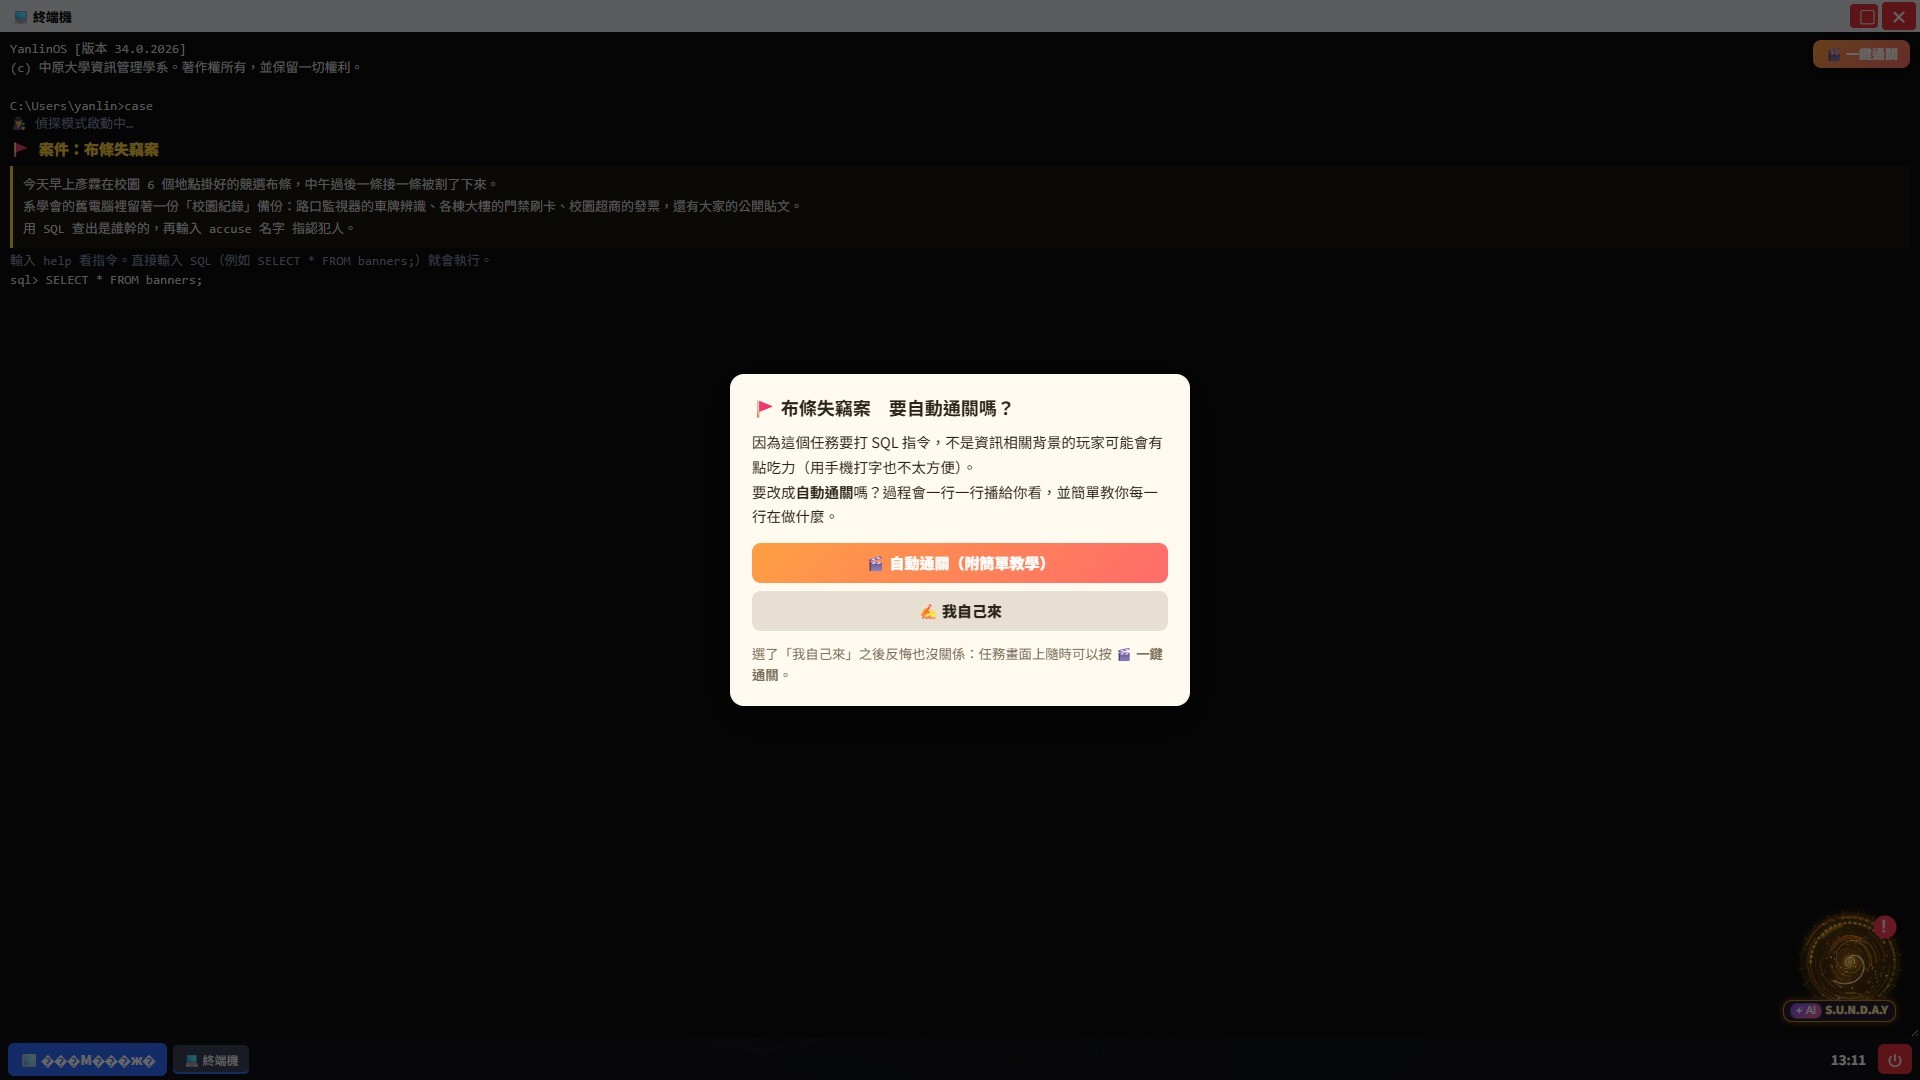 終端機
YanlinOS [版本 34.0.2026]
(c) 中原大學資訊管理學系。著作權所有，並保留一切權利。
一鍵通關
C:\Users\yanlin>case
偵探模式啟動中…
案件：布條失竊案
今天早上彥霖在校園 6 個地點掛好的競選布條，中午過後一條接一條被割了下來。
系學會的舊電腦裡留著一份「校園紀錄」備份：路口監視器的車牌辨識、各棟大樓的門禁刷卡、校園超商的發票，還有大家的公開貼文。
用 SQL 查出是誰幹的，再輸入 accuse 名字 指認犯人。
輸入 help 看指令。直接輸入 SQL（例如 SELECT * FROM banners;）就會執行。
sql> SELECT * FROM banners;
布條失竊案　要自動通關嗎？
因為這個任務要打 SQL 指令，不是資訊相關背景的玩家可能會有
點吃力（用手機打字也不太方便）。
要改成自動通關嗎？過程會一行一行播給你看，並簡單教你每一
行在做什麼。
自動通關（附簡單教學）
我自己來
選了「我自己來」之後反悔也沒關係：任務畫面上隨時可以按 🎬 一鍵
通關。
!
AI S.U.N.D.A.Y
���M���ж�
終端機
13:11